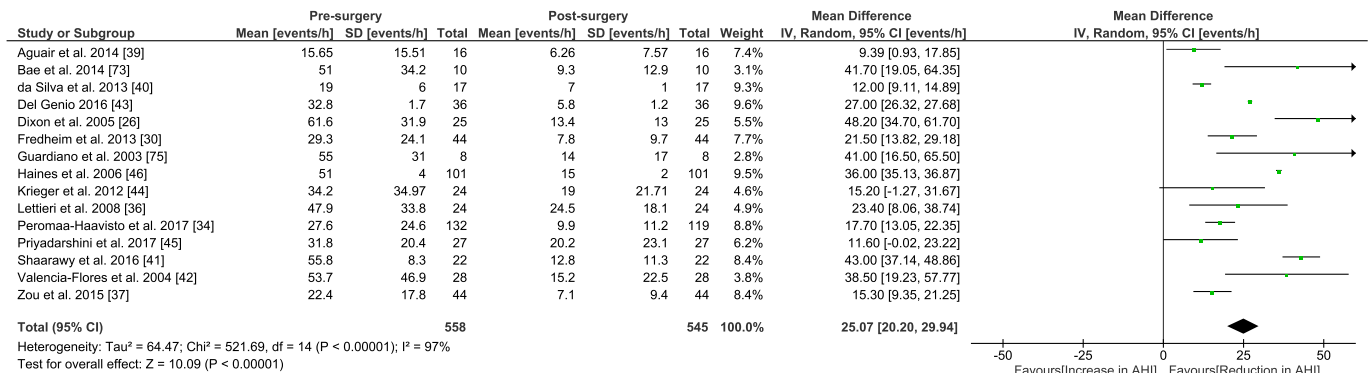 Pre-surgery Post-surgery Mean Difference Mean Difference
Study or Subgroup Mean [events/h] SD [events/h] Total Mean [events/h] SD [events/h] Total Weight IV, Random, 95% CI [events/h] IV, Random, 95% CI [events/h]
Aguair et al. 2014 [39] 15.65 15.51 16 6.26 7.57 16 7.4% 9.39 [0.93, 17.85]
Bae et al. 2014 [73] 51 34.2 10 9.3 12.9 10 3.1% 41.70 [19.05, 64.35]
da Silva et al. 2013 [40] 19 6 17 7 1 17 9.3% 12.00 [9.11, 14.89]
Del Genio 2016 [43] 32.8 1.7 36 5.8 1.2 36 9.6% 27.00 [26.32, 27.68]
Dixon et al. 2005 [26] 61.6 31.9 25 13.4 13 25 5.3% 48.20 [34.70, 61.70]
Fredheim et al. 2013 [30] 29.3 24.1 44 7.8 9.7 44 7.7% 21.50 [13.82, 29.18]
Guardiano et al. 2003 [75] 55 31 8 14 17 8 2.8% 41.00 [16.50, 65.50]
Haines et al. 2006 [46] 51 4 101 15 2 101 9.5% 36.00 [35.13, 36.87]
Krieger et al. 2012 [44] 34.2 34.97 24 19 21.71 24 4.6% 15.20 [-1.27, 31.67]
Lettieri et al. 2008 [36] 47.9 33.8 24 24.5 18.1 24 4.9% 23.40 [8.06, 38.74]
Peromaa-Haavisto et al. 2017 [34] 27.6 24.6 132 9.9 11.2 119 8.8% 17.70 [13.05, 22.35]
Priyadarshini et al. 2017 [45] 31.8 20.4 27 20.2 23.1 27 6.2% 11.60 [-0.02, 23.22]
Shaarawy et al. 2016 [41] 55.8 8.3 22 12.8 11.3 22 8.4% 43.00 [37.14, 48.86]
Valencia-Flores et al. 2004 [42] 53.7 46.9 28 15.2 22.5 28 3.8% 38.50 [19.23, 57.77]
Zou et al. 2015 [37] 22.4 17.8 44 7.1 9.4 44 8.4% 15.30 [9.35, 21.25]
Total (95% CI) 558 545 100.0% 25.07 [20.20, 29.94]
Heterogeneity: Tau² = 64.47; Chi² = 521.69, df = 14 (P < 0.00001); I² = 97%
Test for overall effect: Z = 10.09 (P < 0.00001)
-50 -25 0 25 50
Favours[Increase in AHI] Favours[Reduction in AHI]